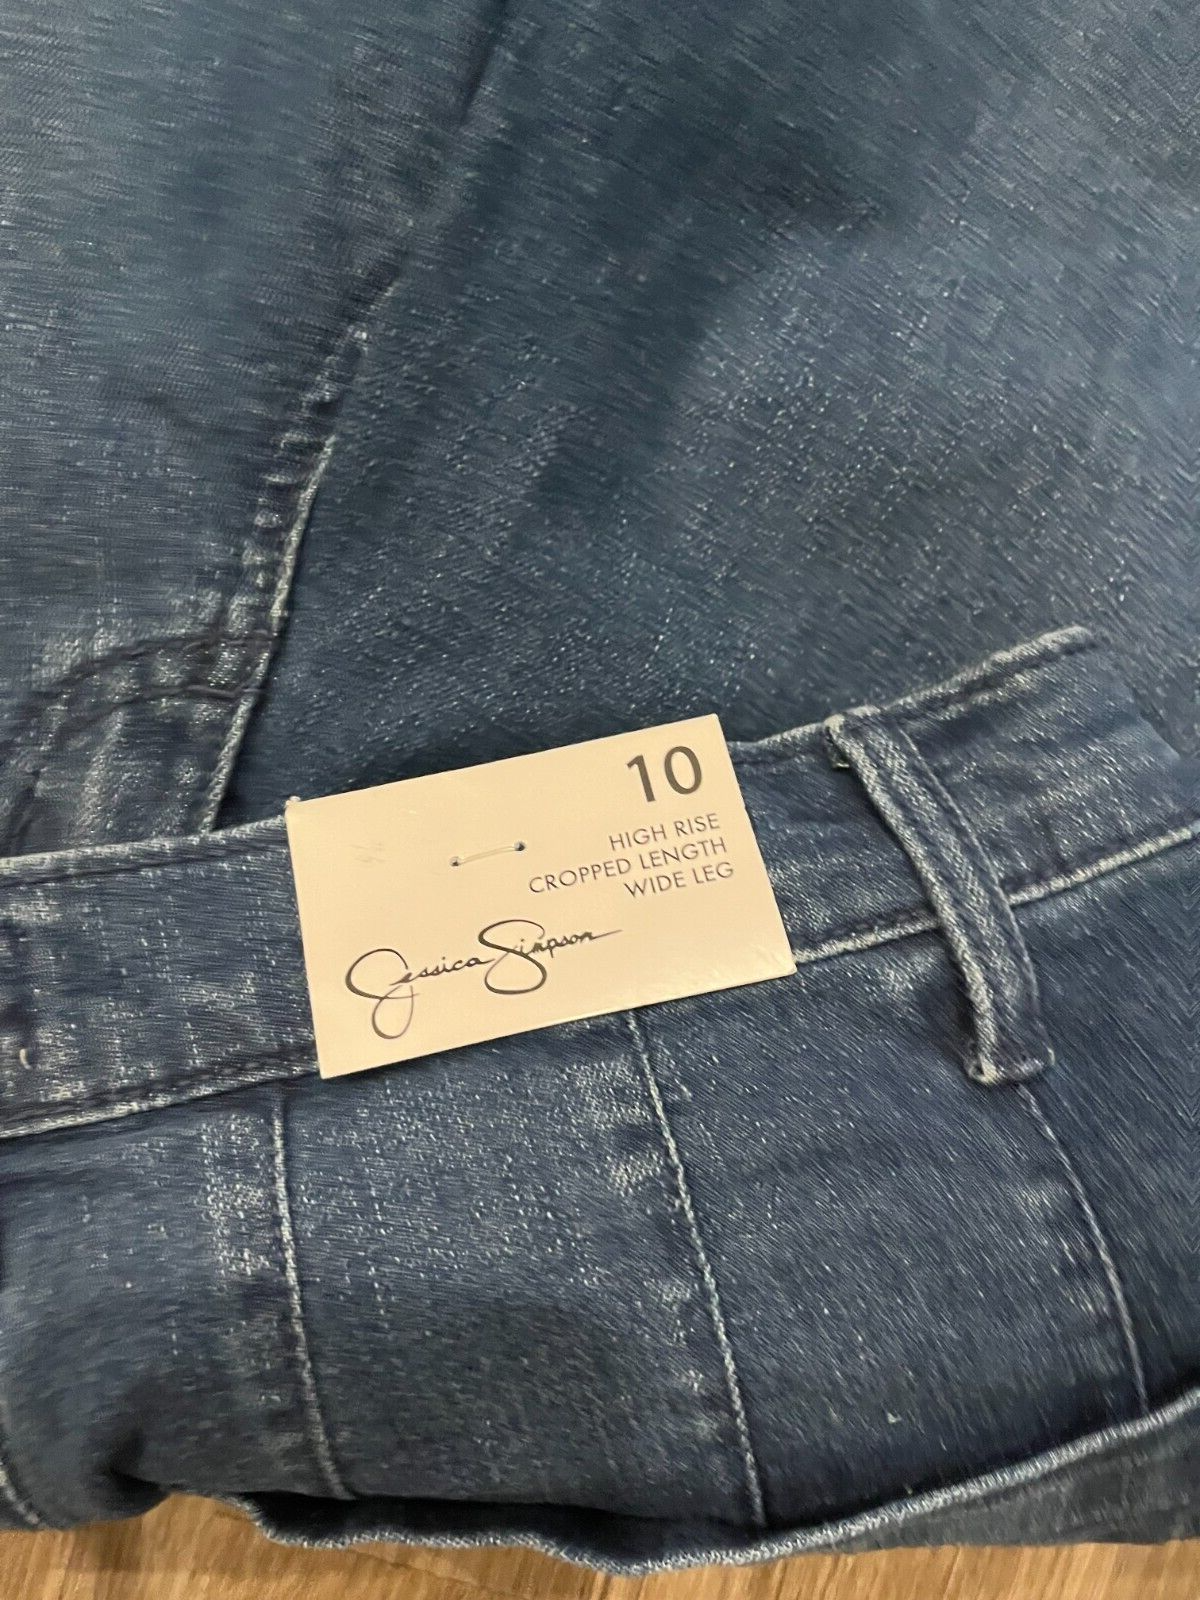 10
HIGH RISE
CROPPED LENGTH
WIDE LEG
Jessica Simpson